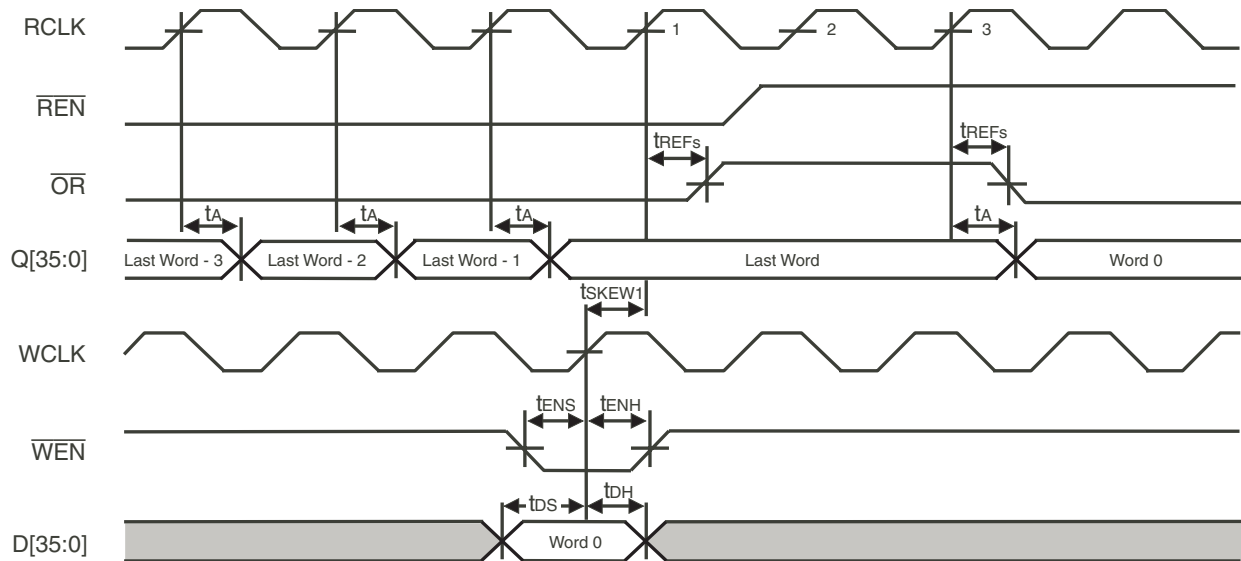 RCLK
1
2
3
REN
tREFs
tREFs
OR
tA
tA
tA
tA
Q[35:0]
Last Word - 3
Last Word - 2
Last Word - 1
Last Word
Word 0
tSKEW1
WCLK
tENS
tENH
WEN
tDS
tDH
D[35:0]
Word 0